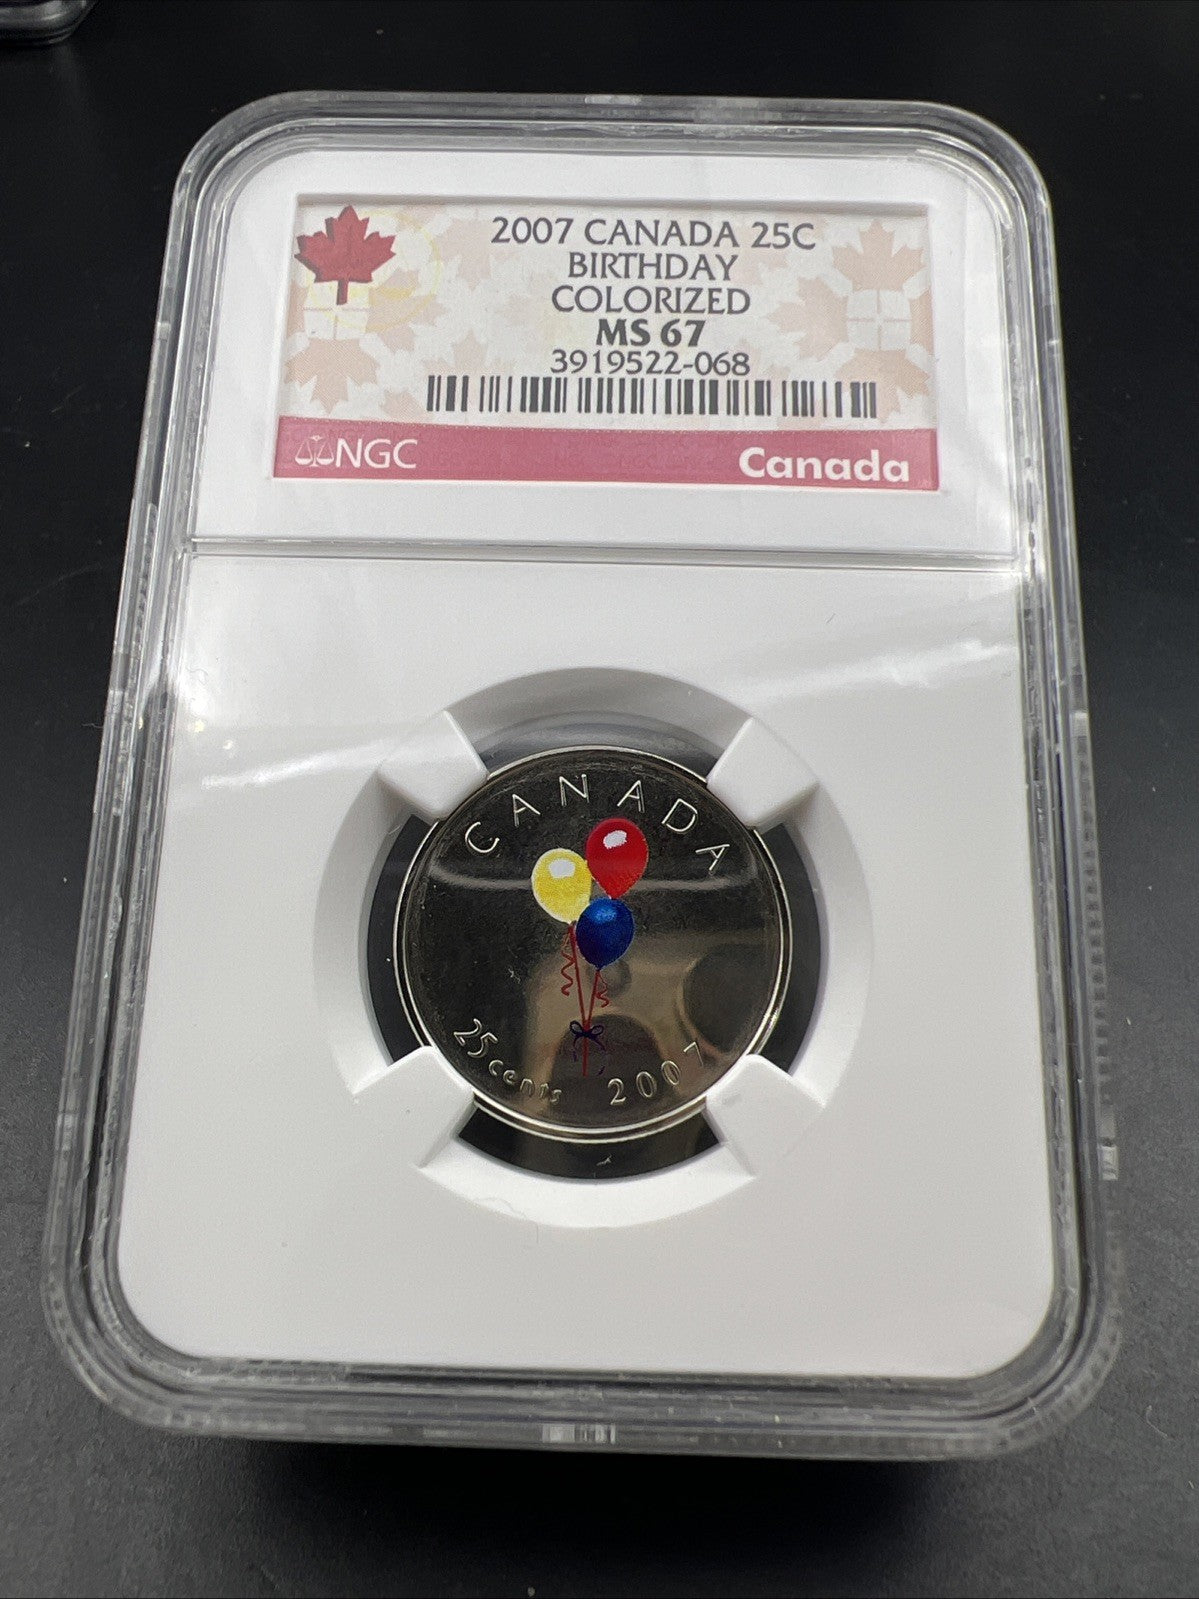 2007 CANADA 25C
BIRTHDAY
COLORIZED
MS 67
3919522-068
NGC
Canada
CANADA
25 cents 2007